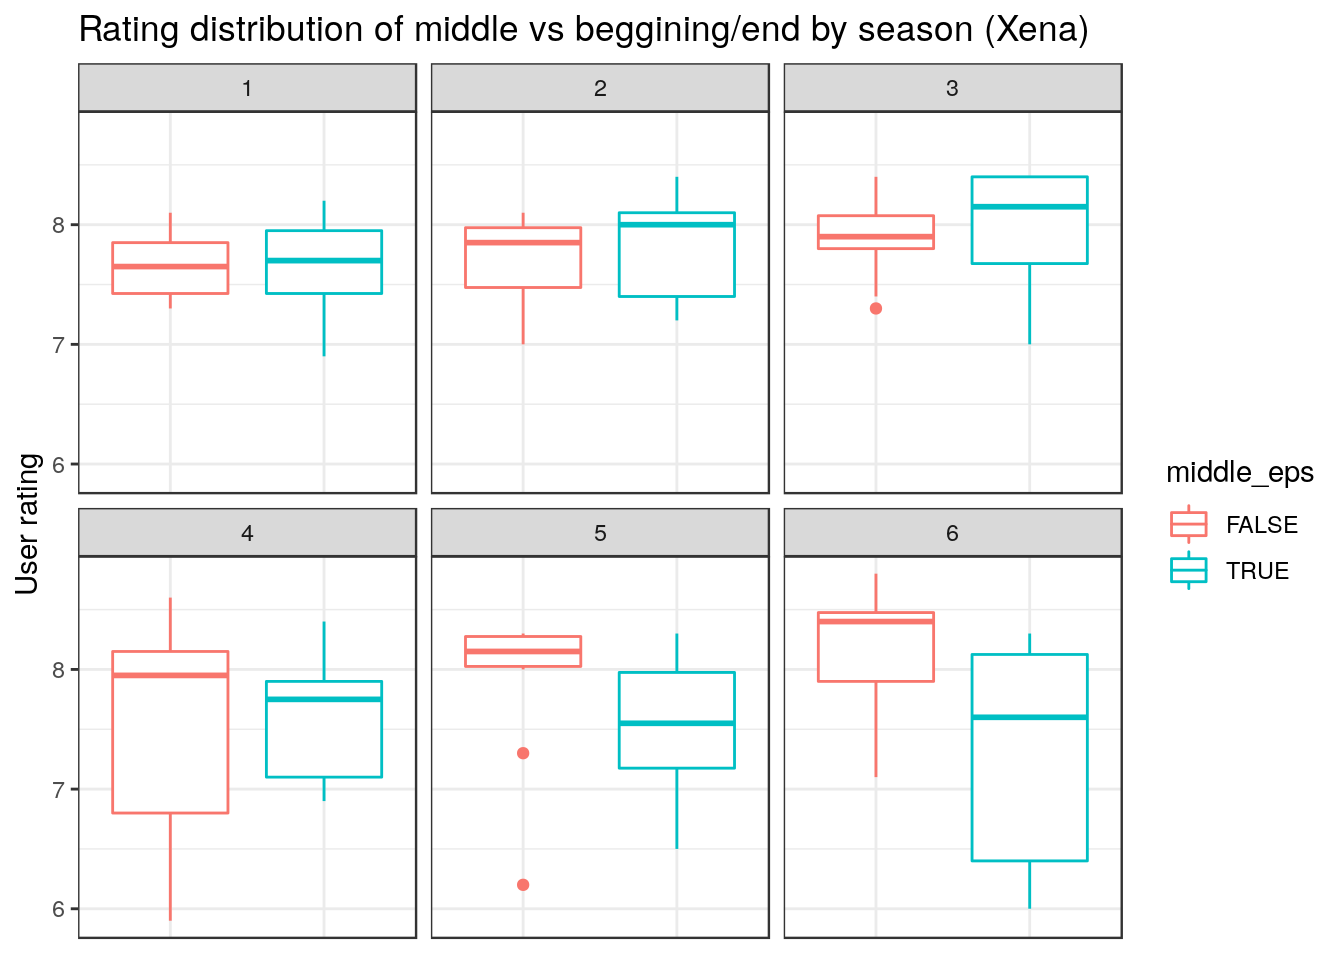 Rating distribution of middle vs beggining/end by season (Xena)
1
2
3
8
7
6
User rating
4
5
6
8
7
6
middle_eps
FALSE
TRUE